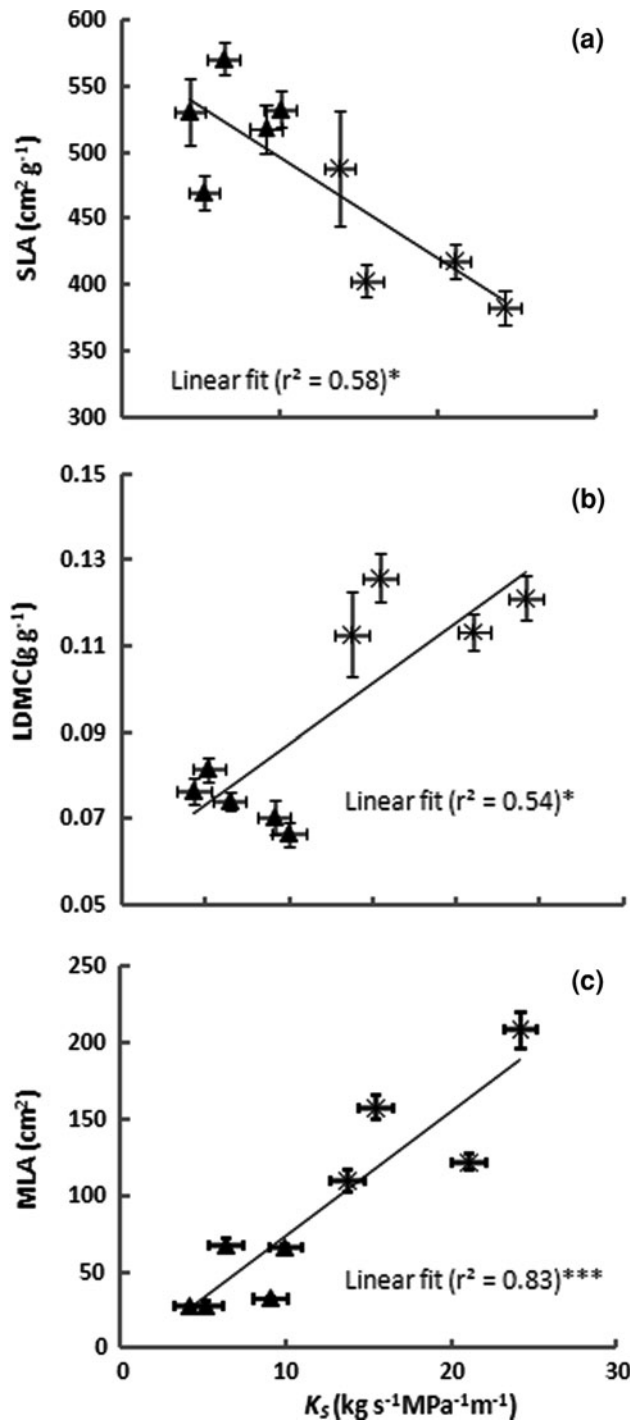 (a)
SLA (cm² g⁻¹)
600
550
500
450
400
350
300
Linear fit (r² = 0.58)*
(b)
LDMC(g g⁻¹)
0.15
0.13
0.11
0.09
0.07
0.05
Linear fit (r² = 0.54)*
(c)
MLA (cm²)
250
200
150
100
50
0
Linear fit (r² = 0.83)***
0 10 20 30
Kₛ (kg s⁻¹MPa⁻¹m⁻¹)